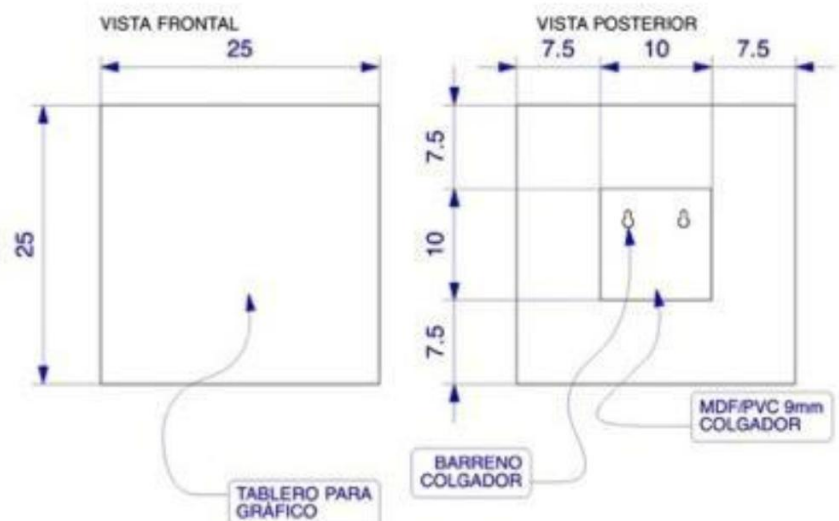 VISTA FRONTAL
25
25
TABLERO PARA
GRÁFICO
VISTA POSTERIOR
7.5
10
7.5
7.5
10
7.5
MDF/PVC 9mm
COLGADOR
BARRENO
COLGADOR